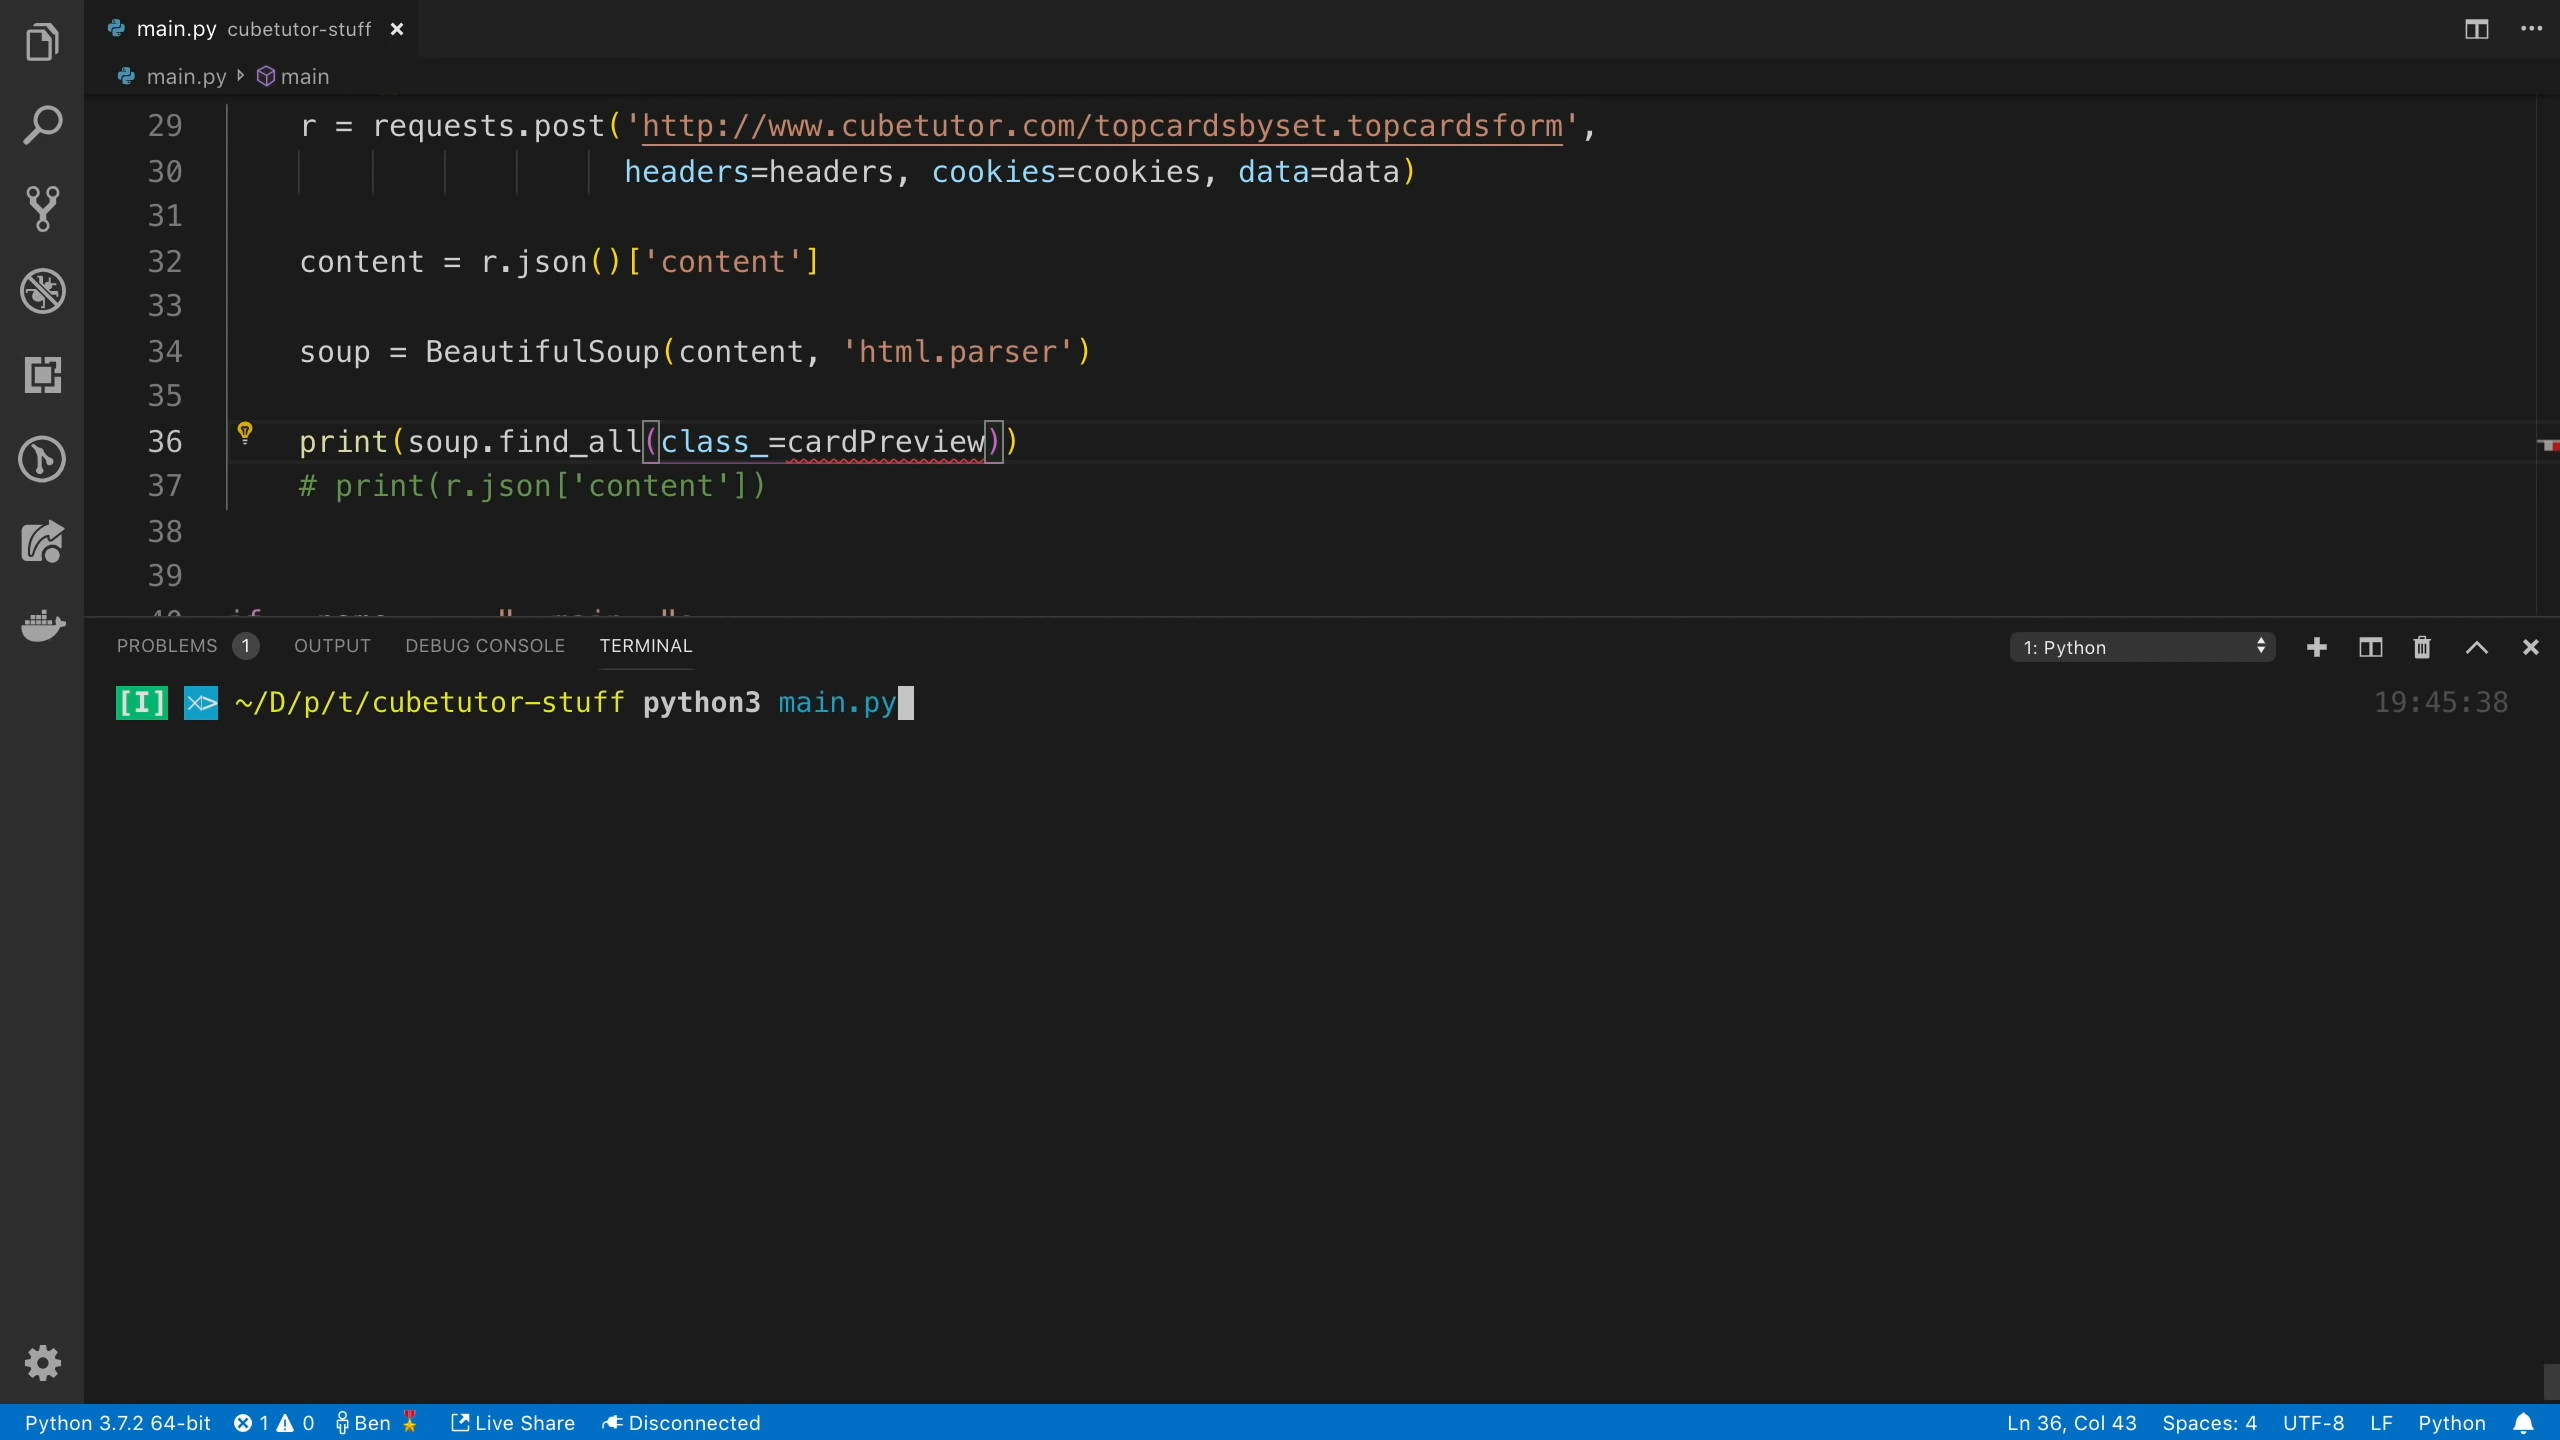 main.py cubetutor-stuff
main.py main
29 r = requests.post('http://www.cubetutor.com/topcardsbyset.topcardsform',
30 headers=headers, cookies=cookies, data=data)
31
32 content = r.json()['content']
33
34 soup = BeautifulSoup(content, 'html.parser')
35
36 print(soup.find_all(class_=cardPreview))
37 # print(r.json['content'])
38
39
PROBLEMS 1 OUTPUT DEBUG CONSOLE TERMINAL 1: Python
[I] ~/D/p/t/cubetutor-stuff python3 main.py 19:45:38
Python 3.7.2 64-bit 1 0 Ben Live Share Disconnected Ln 36, Col 43 Spaces: 4 UTF-8 LF Python